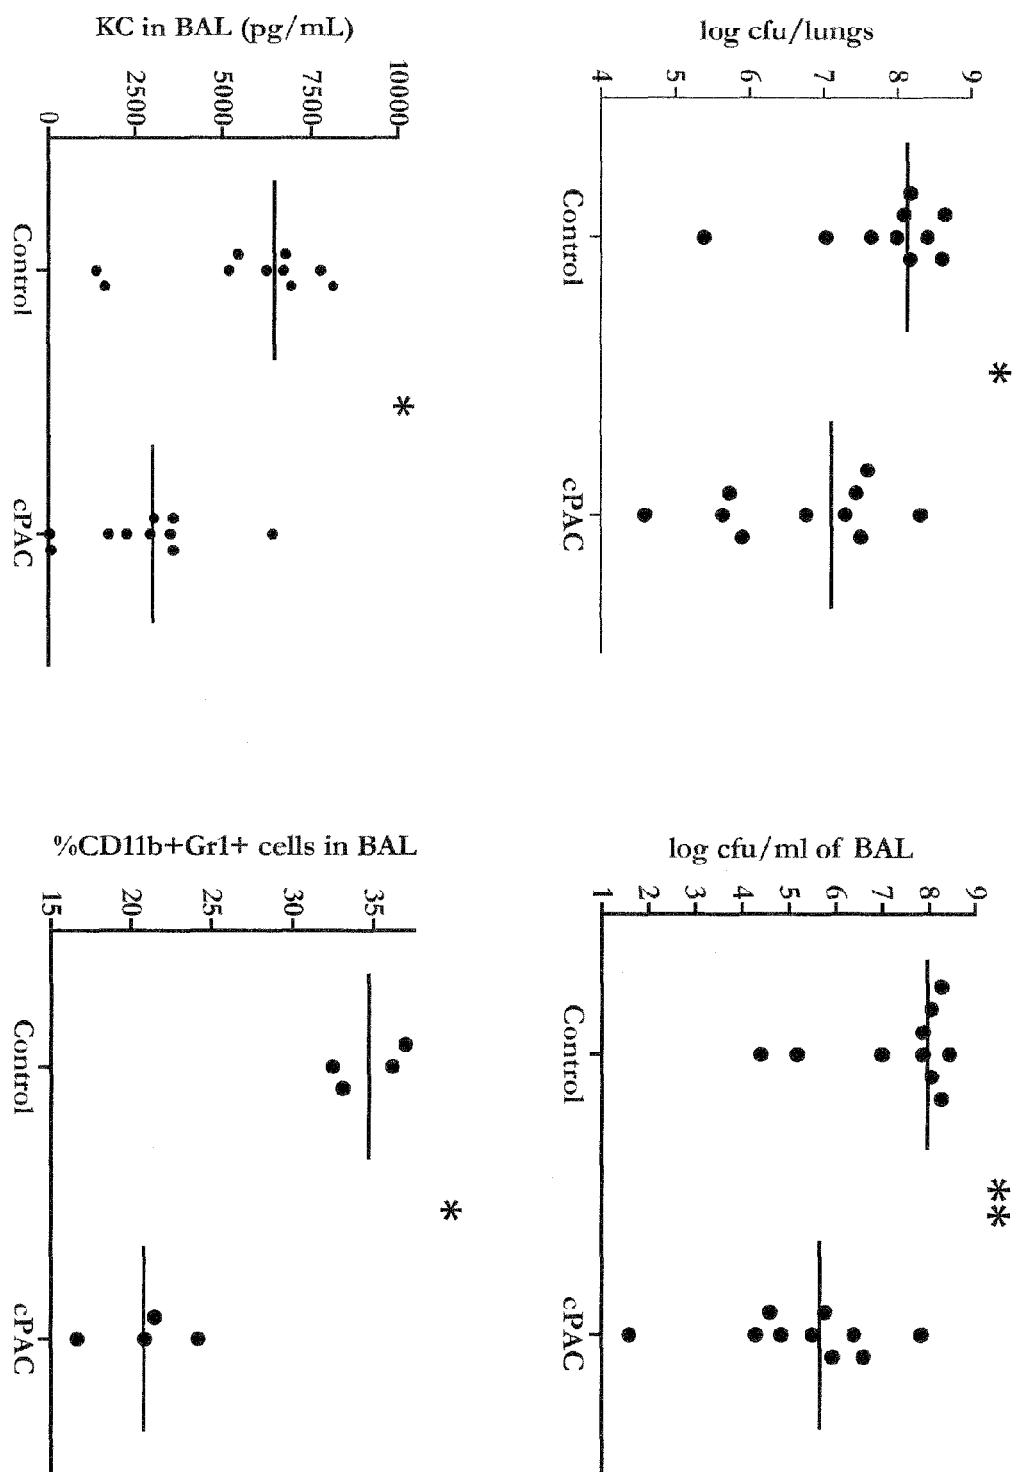 log cfu/lungs
9
8
7
6
5
4
Control
*
cPAC
log cfu/ml of BAL
9
8
7
6
5
4
3
2
1
Control
**
cPAC
KC in BAL (pg/mL)
10000
7500
5000
2500
0
Control
*
cPAC
%CD11b+Gr1+ cells in BAL
35
30
25
20
15
Control
*
cPAC